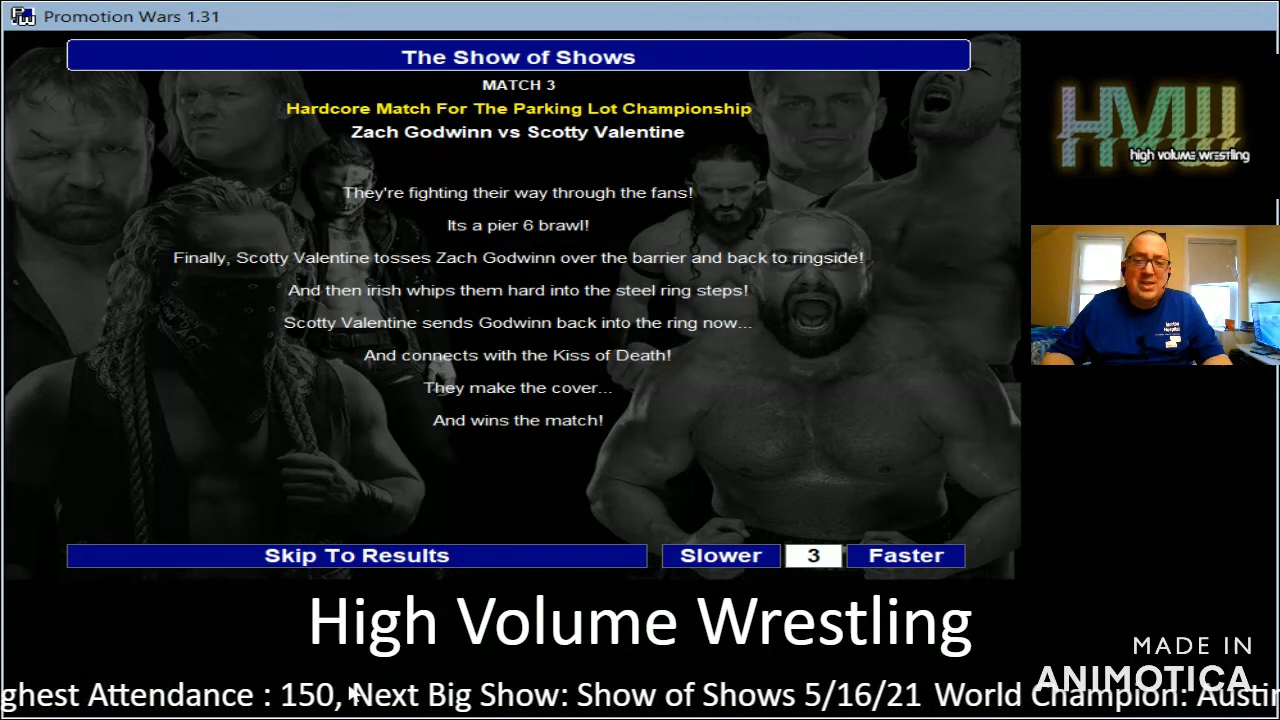 Promotion Wars 1.31
The Show of Shows
MATCH 3
Hardcore Match For The Parking Lot Championship
Zach Godwinn vs Scotty Valentine
They're fighting their way through the fans!
Its a pier 6 brawl!
Finally, Scotty Valentine tosses Zach Godwinn over the barrier and back to ringside!
And then irish whips them hard into the steel ring steps!
Scotty Valentine sends Godwinn back into the ring now...
And connects with the Kiss of Death!
They make the cover...
And wins the match!
Skip To Results
Slower 3 Faster
HVW
high volume wrestling
High Volume Wrestling
MADE IN
ANIMOTICA
ghest Attendance : 150, Next Big Show: Show of Shows 5/16/21 World Champion: Austin